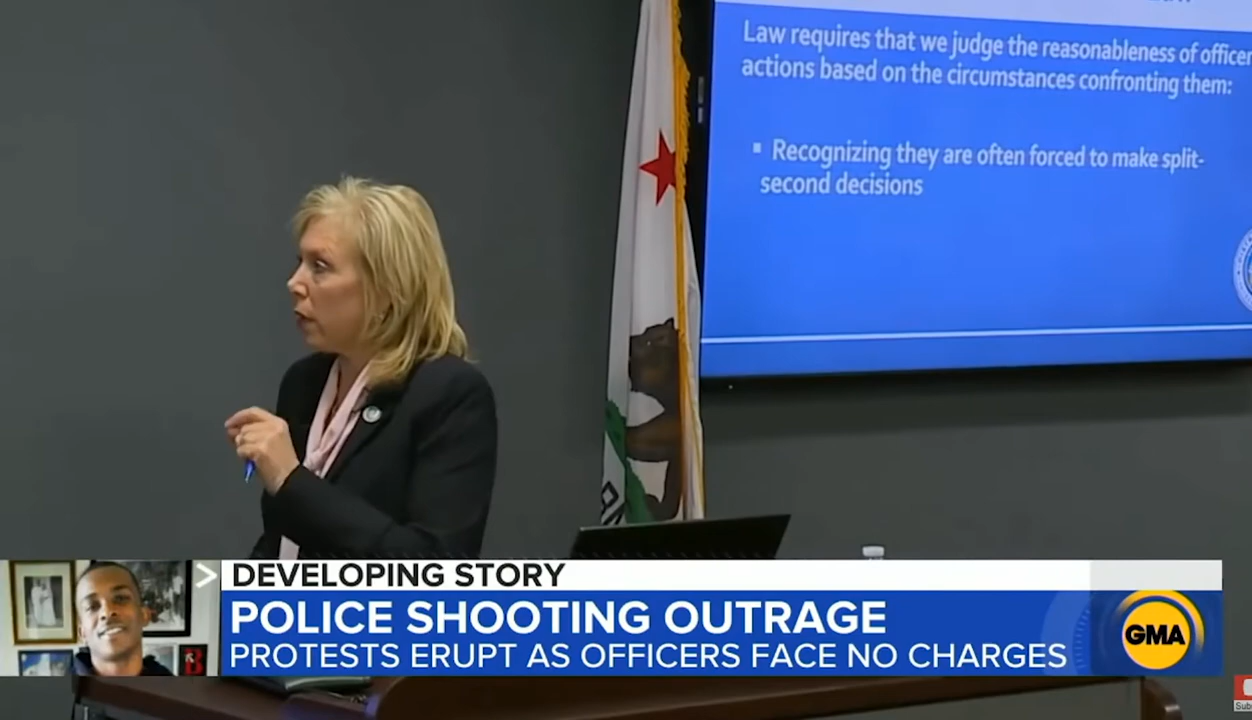 Law requires that we judge the reasonableness of officer
actions based on the circumstances confronting them:
▪ Recognizing they are often forced to make split-
second decisions
DEVELOPING STORY
POLICE SHOOTING OUTRAGE
PROTESTS ERUPT AS OFFICERS FACE NO CHARGES
GMA